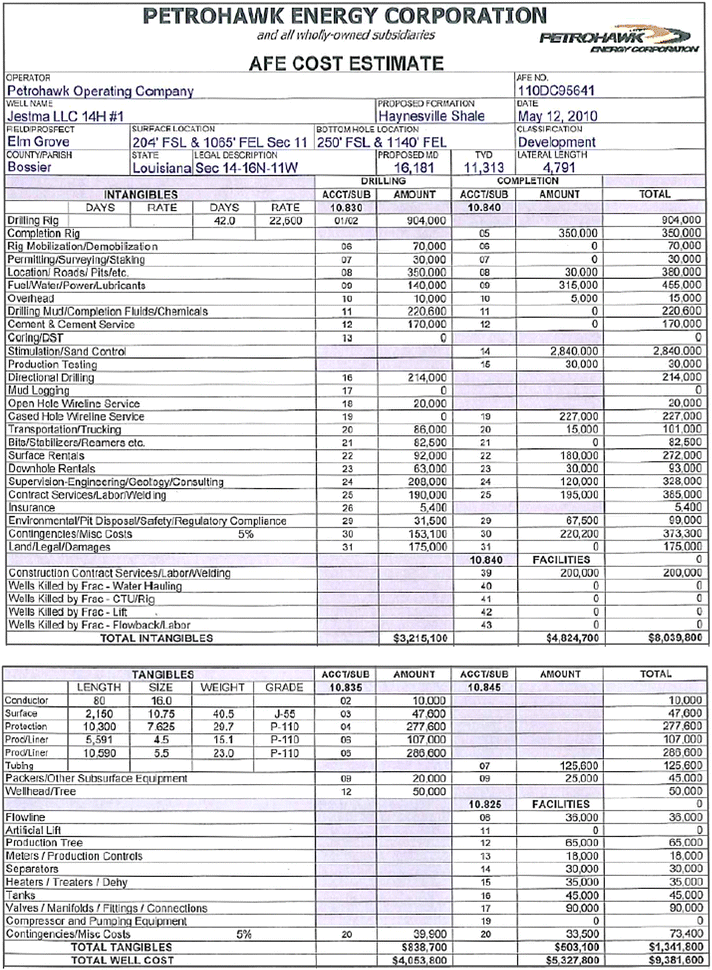 PETROHAWK ENERGY CORPORATION
and all wholly-owned subsidiaries
PETROHAWK
ENERGY CORPORATION
AFE COST ESTIMATE
OPERATOR AFE NO.
Petrohawk Operating Company 110DC95641
WELL NAME PROPOSED FORMATION DATE
Jestma LLC 14H #1 Haynesville Shale May 12, 2010
FIELD/PROSPECT SURFACE LOCATION BOTTOM HOLE LOCATION CLASSIFICATION
Elm Grove 204' FSL & 1065' FEL Sec 11 250' FSL & 1140' FEL Development
COUNTY/PARISH STATE LEGAL DESCRIPTION PROPOSED MD TVD LATERAL LENGTH
Bossier Louisiana Sec 14-16N-11W 16,181 11,313 4,791
DRILLING COMPLETION
INTANGIBLES ACCT/SUB AMOUNT ACCT/SUB AMOUNT TOTAL
DAYS RATE DAYS RATE 10.830 10.840
Drilling Rig 42.0 22,600 01/02 904,000 904,000
Completion Rig 05 350,000 350,000
Rig Mobilization/Demobilization 06 70,000 06 0 70,000
Permitting/Surveying/Staking 07 30,000 07 0 30,000
Location/ Roads/ Pits/etc. 08 350,000 08 30,000 380,000
Fuel/Water/Power/Lubricants 09 140,000 09 315,000 455,000
Overhead 10 10,000 10 5,000 15,000
Drilling Mud/Completion Fluids/Chemicals 11 220,600 11 0 220,600
Cement & Cement Service 12 170,000 12 0 170,000
Coring/DST 13 0 0
Stimulation/Sand Control 14 2,840,000 2,840,000
Production Testing 15 30,000 30,000
Directional Drilling 16 214,000 214,000
Mud Logging 17 0 0
Open Hole Wireline Service 18 20,000 20,000
Cased Hole Wireline Service 19 0 19 227,000 227,000
Transportation/Trucking 20 86,000 20 15,000 101,000
Bits/Stabilizers/Reamers etc. 21 82,500 21 0 82,500
Surface Rentals 22 92,000 22 180,000 272,000
Downhole Rentals 23 63,000 23 30,000 93,000
Supervision-Engineering/Geology/Consulting 24 208,000 24 120,000 328,000
Contract Services/Labor/Welding 25 190,000 25 195,000 385,000
Insurance 26 5,400 5,400
Environmental/Pit Disposal/Safety/Regulatory Compliance 29 31,500 29 67,500 99,000
Contingencies/Misc Costs 5% 30 153,100 30 220,200 373,300
Land/Legal/Damages 31 175,000 31 0 175,000
10.840 FACILITIES 0
Construction Contract Services/Labor/Welding 39 200,000 200,000
Wells Killed by Frac - Water Hauling 40 0 0
Wells Killed by Frac - CTU/Rig 41 0 0
Wells Killed by Frac - Lift 42 0 0
Wells Killed by Frac - Flowback/Labor 43 0 0
TOTAL INTANGIBLES $3,215,100 $4,824,700 $8,039,800
TANGIBLES ACCT/SUB AMOUNT ACCT/SUB AMOUNT TOTAL
LENGTH SIZE WEIGHT GRADE 10.835 10.845
Conductor 80 16.0 02 10,000 10,000
Surface 2,150 10.75 40.5 J-55 03 47,600 47,600
Protection 10,300 7.625 29.7 P-110 04 277,600 277,600
Prod/Liner 5,591 4.5 15.1 P-110 06 107,000 107,000
Prod/Liner 10,590 5.5 23.0 P-110 05 286,600 286,600
Tubing 07 125,600 125,600
Packers/Other Subsurface Equipment 09 20,000 09 25,000 45,000
Wellhead/Tree 12 50,000 50,000
10.825 FACILITIES 0
Flowline 08 36,000 36,000
Artificial Lift 11 0 0
Production Tree 12 65,000 65,000
Meters / Production Controls 13 18,000 18,000
Separators 14 30,000 30,000
Heaters / Treaters / Dehy 15 35,000 35,000
Tanks 16 45,000 45,000
Valves / Manifolds / Fittings / Connections 17 90,000 90,000
Compressor and Pumping Equipment 19 0 0
Contingencies/Misc Costs 5% 20 39,900 20 33,500 73,400
TOTAL TANGIBLES $838,700 $503,100 $1,341,800
TOTAL WELL COST $4,053,800 $5,327,800 $9,381,600